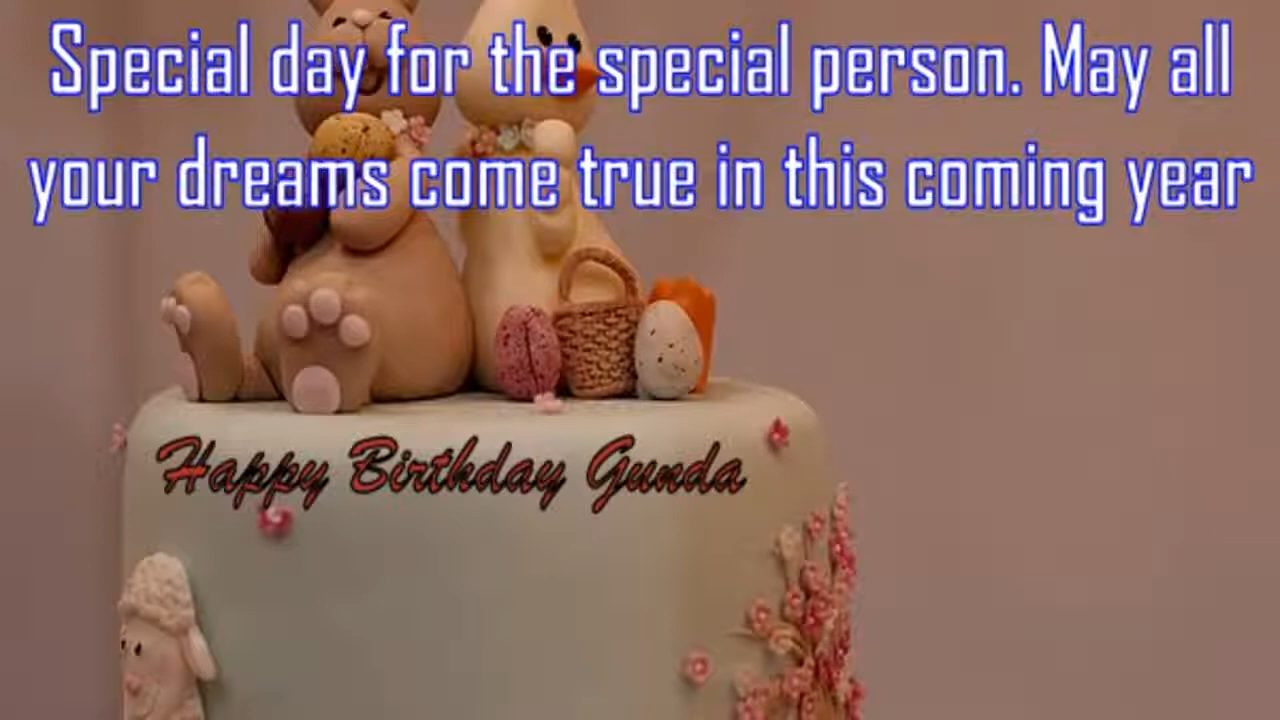 Special day for the special person. May all
your dreams come true in this coming year
Happy Birthday Gunda